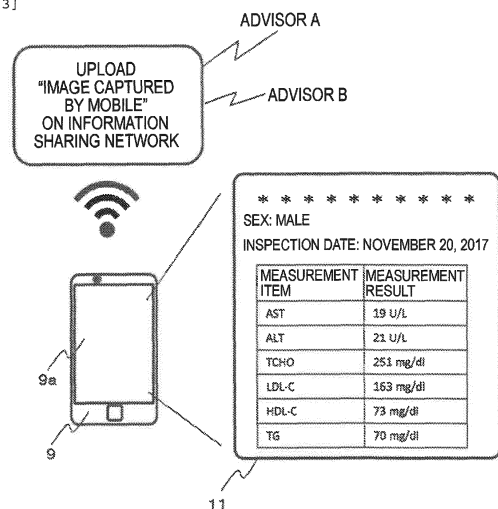 3]
ADVISOR A
UPLOAD
"IMAGE CAPTURED
BY MOBILE"
ON INFORMATION
SHARING NETWORK
ADVISOR B
* * * * * * * * * *
SEX: MALE
INSPECTION DATE: NOVEMBER 20, 2017
MEASUREMENT ITEM MEASUREMENT RESULT
AST 19 U/L
ALT 21 U/L
TCHO 251 mg/dl
LDL-C 163 mg/dl
HDL-C 73 mg/dl
TG 70 mg/dl
9a
9
11